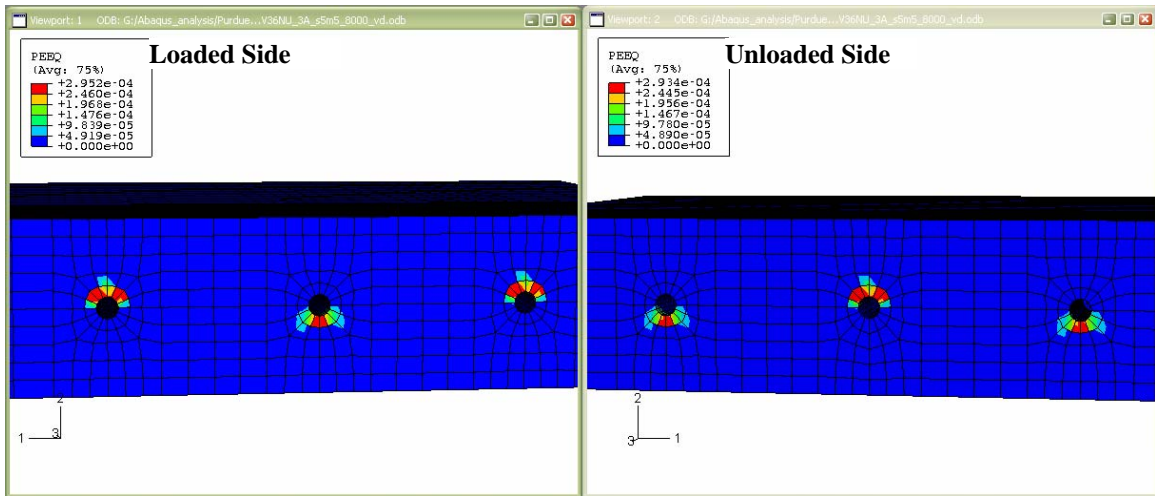 Viewport: 1 ODB: G:/Abaqus_analysis/Purdue...V36NU_3A_s5m5_8000_vd.odb
Loaded Side
PEEQ
(Avg: 75%)
+2.952e-04
+2.460e-04
+1.968e-04
+1.476e-04
+9.839e-05
+4.919e-05
+0.000e+00
2
1
3
Viewport: 2 ODB: G:/Abaqus_analysis/Purdue...V36NU_3A_s5m5_8000_vd.odb
Unloaded Side
PEEQ
(Avg: 75%)
+2.934e-04
+2.445e-04
+1.956e-04
+1.467e-04
+9.780e-05
+4.890e-05
+0.000e+00
2
3
1